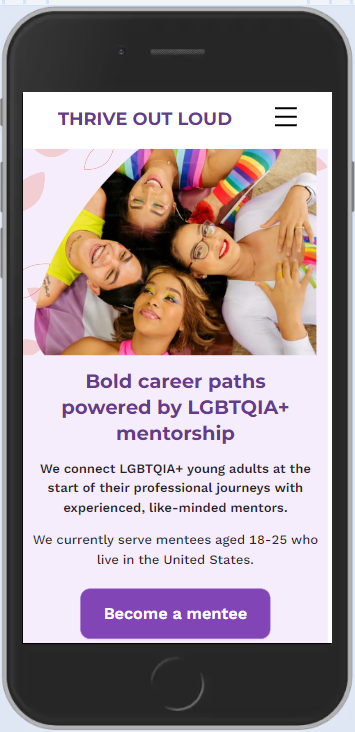 THRIVE OUT LOUD
Bold career paths
powered by LGBTQIA+
mentorship
We connect LGBTQIA+ young adults at the
start of their professional journeys with
experienced, like-minded mentors.
We currently serve mentees aged 18-25 who
live in the United States.
Become a mentee